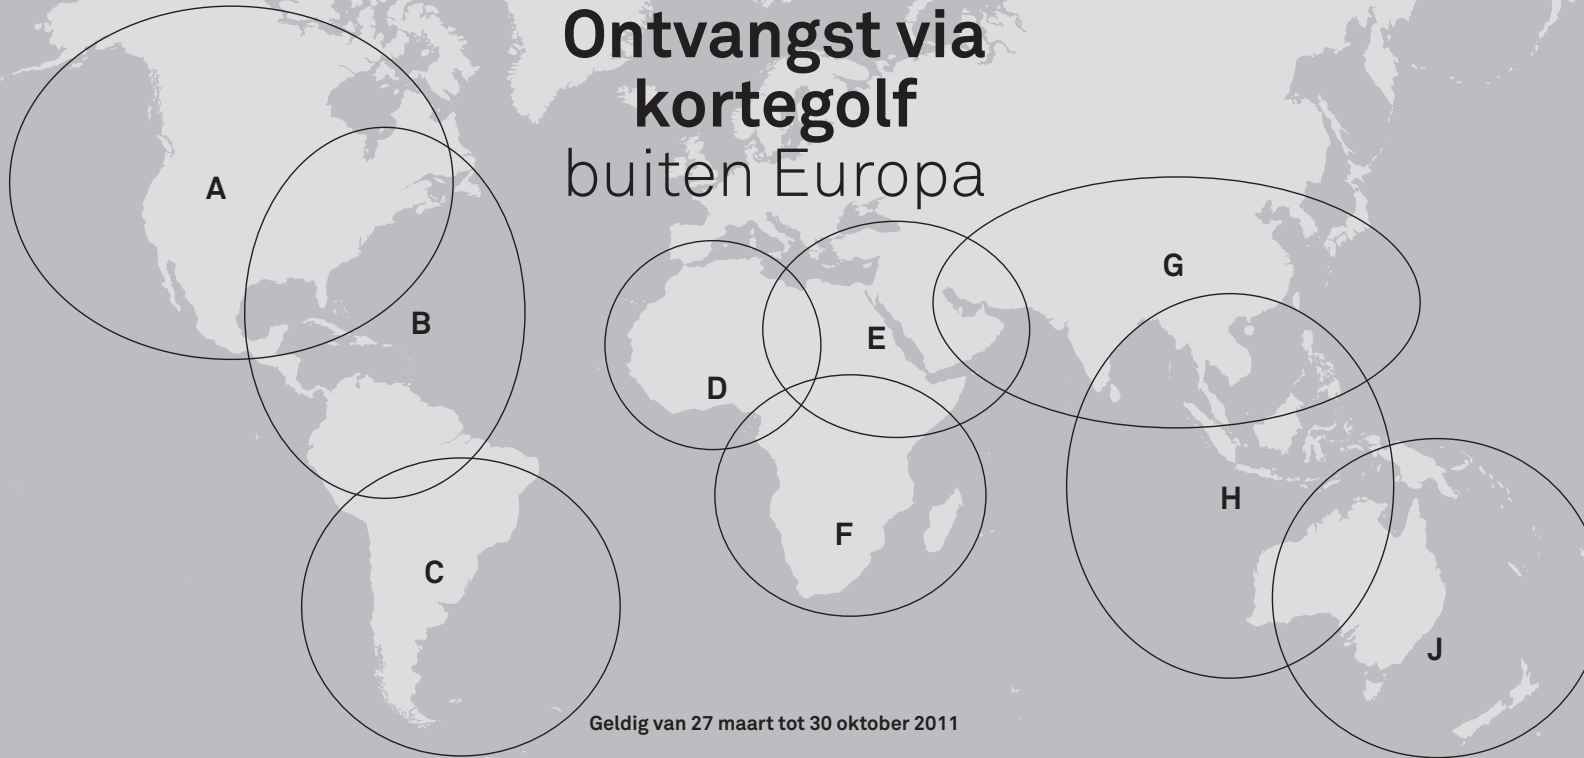 Ontvangst via
kortegolf
buiten Europa
A
B
C
D
E
F
G
H
J
Geldig van 27 maart tot 30 oktober 2011